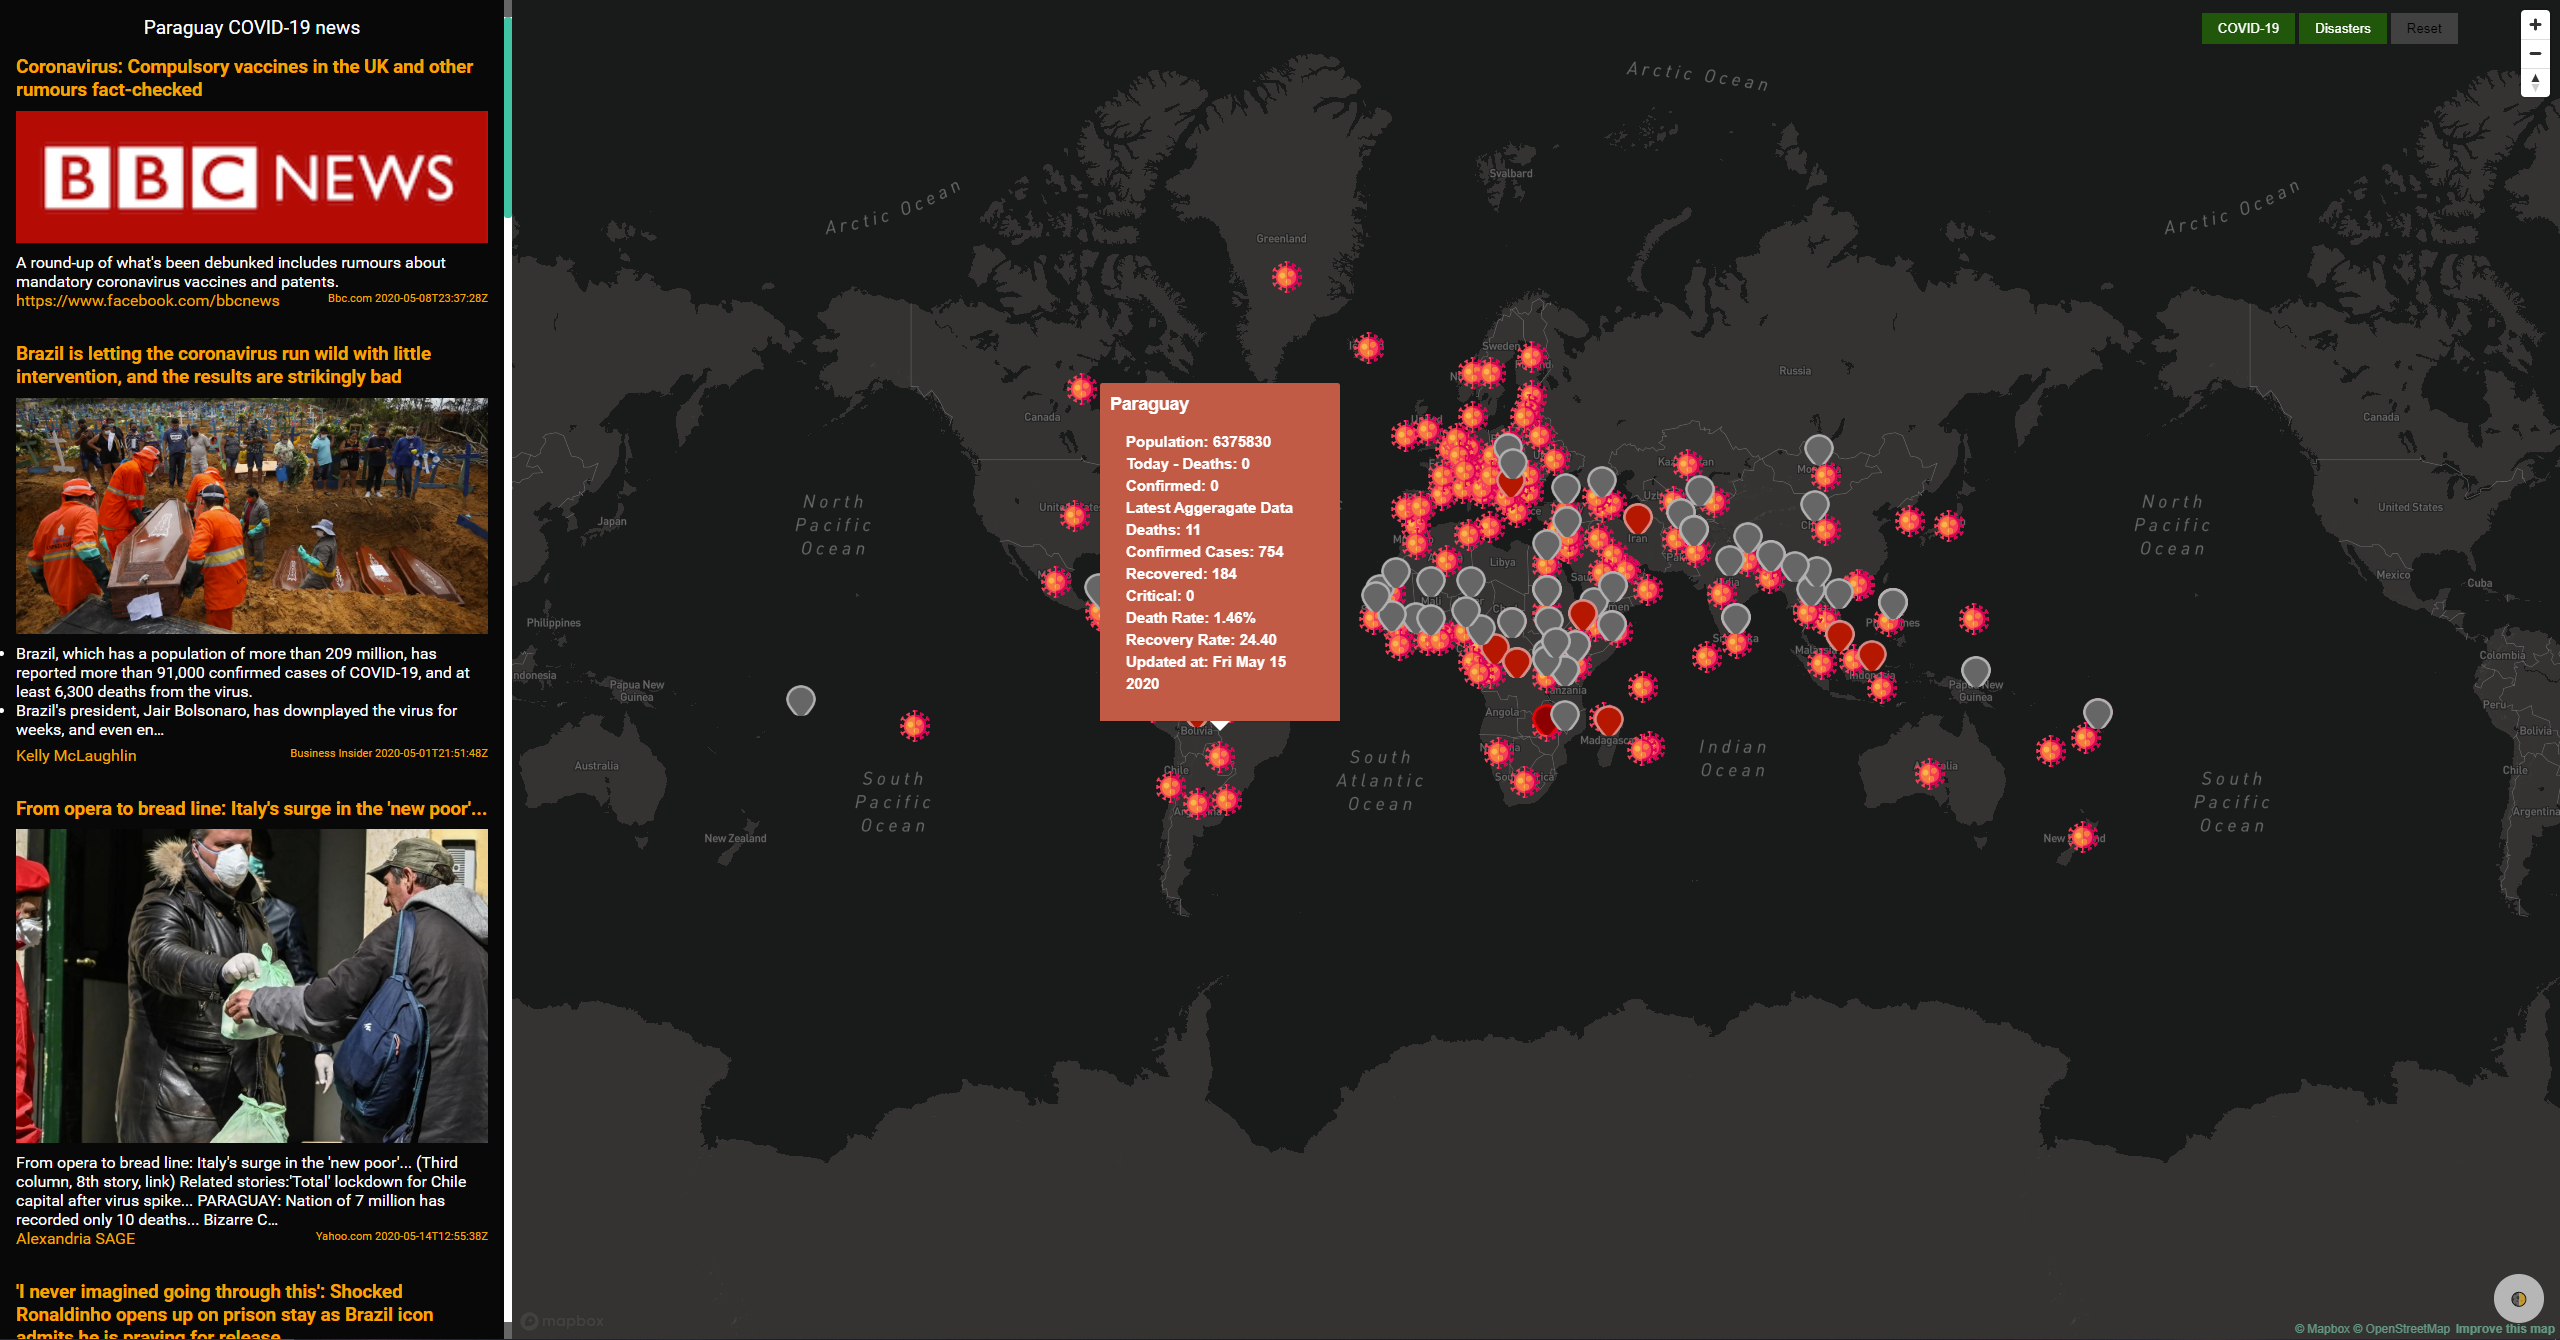 Paraguay COVID-19 news
Coronavirus: Compulsory vaccines in the UK and other
rumours fact-checked
BBC NEWS
A round-up of what's been debunked includes rumours about
mandatory coronavirus vaccines and patents.
https://www.facebook.com/bbcnews
Bbc.com 2020-05-08T23:37:28Z
Brazil is letting the coronavirus run wild with little
intervention, and the results are strikingly bad
Brazil, which has a population of more than 209 million, has
reported more than 91,000 confirmed cases of COVID-19, and at
least 6,300 deaths from the virus.
Brazil's president, Jair Bolsonaro, has downplayed the virus for
weeks, and even en...
Kelly McLaughlin
Business Insider 2020-05-01T21:51:48Z
From opera to bread line: Italy's surge in the 'new poor'...
From opera to bread line: Italy's surge in the 'new poor'... (Third
column, 8th story, link) Related stories:'Total' lockdown for Chile
capital after virus spike... PARAGUAY: Nation of 7 million has
recorded only 10 deaths... Bizarre C...
Alexandria SAGE
Yahoo.com 2020-05-14T12:55:38Z
'I never imagined going through this': Shocked
Ronaldinho opens up on prison stay as Brazil icon
admits he is praying for release
COVID-19
Disasters
Reset
Arctic Ocean
Arctic Ocean
Arctic Ocean
Svalbard
Greenland
Sweden
Russia
Canada
Canada
Paraguay
Population: 6375830
Today - Deaths: 0
Confirmed: 0
Latest Aggeragate Data
Deaths: 11
Confirmed Cases: 754
Recovered: 184
Critical: 0
Death Rate: 1.46%
Recovery Rate: 24.40
Updated at: Fri May 15
2020
North
Pacific
Ocean
North
Pacific
Ocean
Japan
United States
Iran
Libya
Mexico
Cuba
Philippines
Mali
Colombia
Papua New
Guinea
Tanzania
Indonesia
Guinea
Angola
Peru
Bolivia
Bolivia
Madagascar
South
Atlantic
Ocean
Indian
Ocean
Australia
Chile
Chile
South
Pacific
Ocean
South
Pacific
Ocean
New Zealand
Argentina
mapbox
© Mapbox © OpenStreetMap Improve this map